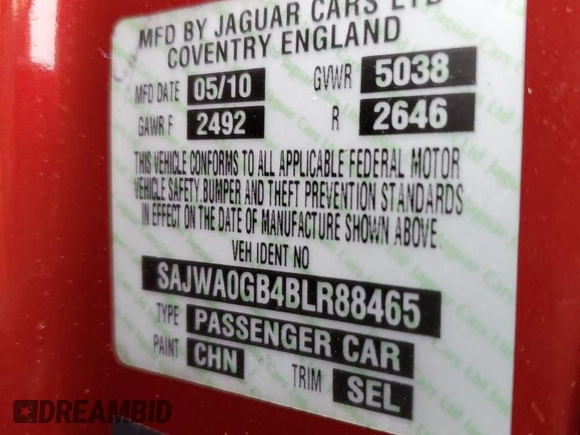 MFD BY JAGUAR CARS LTD
COVENTRY ENGLAND
MFD DATE 05/10 GVWR 5038
GAWR F 2492 R 2646
THIS VEHICLE CONFORMS TO ALL APPLICABLE FEDERAL MOTOR
VEHICLE SAFETY, BUMPER AND THEFT PREVENTION STANDARDS
IN EFFECT ON THE DATE OF MANUFACTURE SHOWN ABOVE.
VEH IDENT NO
SAJWA0GB4BLR88465
TYPE PASSENGER CAR
PAINT CHN TRIM SEL
DREAMBID